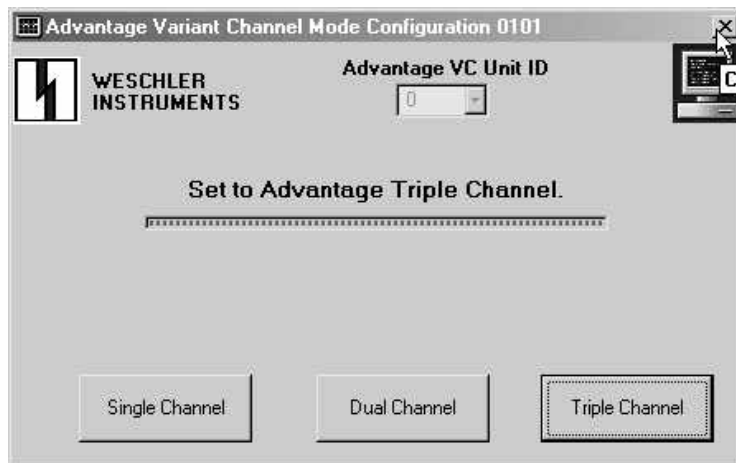 Advantage Variant Channel Mode Configuration 0101
WESCHLER
INSTRUMENTS
Advantage VC Unit ID
0
Set to Advantage Triple Channel.
Single Channel
Dual Channel
Triple Channel